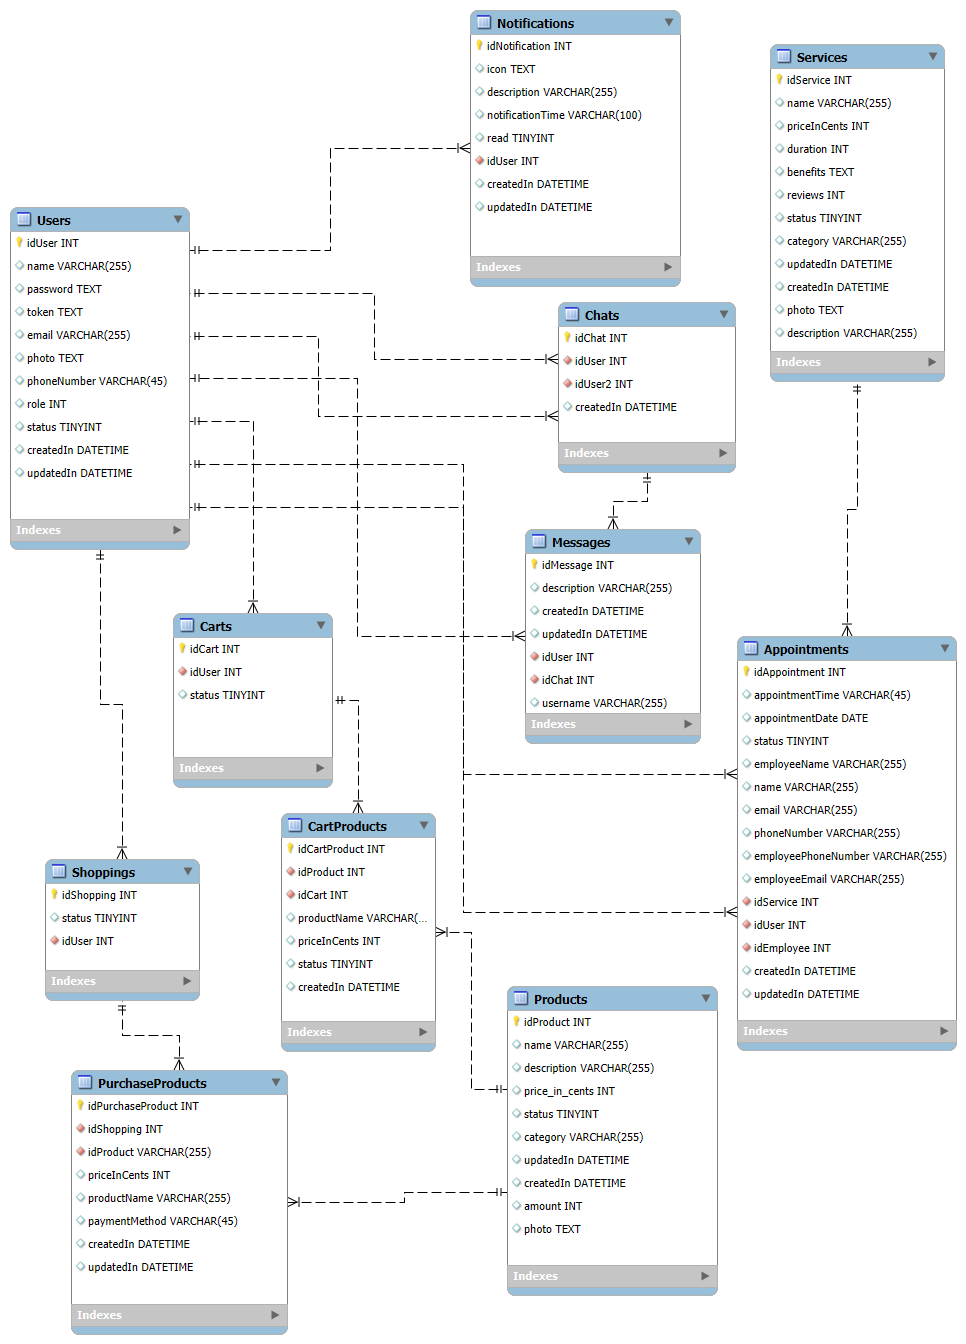 Notifications
idNotification INT
icon TEXT
description VARCHAR(255)
notificationTime VARCHAR(100)
read TINYINT
idUser INT
createdIn DATETIME
updatedIn DATETIME
Indexes
Services
idService INT
name VARCHAR(255)
priceInCents INT
duration INT
benefits TEXT
reviews INT
status TINYINT
category VARCHAR(255)
updatedIn DATETIME
createdIn DATETIME
photo TEXT
description VARCHAR(255)
Indexes
Users
idUser INT
name VARCHAR(255)
password TEXT
token TEXT
email VARCHAR(255)
photo TEXT
phoneNumber VARCHAR(45)
role INT
status TINYINT
createdIn DATETIME
updatedIn DATETIME
Indexes
Chats
idChat INT
idUser INT
idUser2 INT
createdIn DATETIME
Indexes
Messages
idMessage INT
description VARCHAR(255)
createdIn DATETIME
updatedIn DATETIME
idUser INT
idChat INT
username VARCHAR(255)
Indexes
Carts
idCart INT
idUser INT
status TINYINT
Indexes
Appointments
idAppointment INT
appointmentTime VARCHAR(45)
appointmentDate DATE
status TINYINT
employeeName VARCHAR(255)
name VARCHAR(255)
email VARCHAR(255)
phoneNumber VARCHAR(255)
employeePhoneNumber VARCHAR(255)
employeeEmail VARCHAR(255)
idService INT
idUser INT
idEmployee INT
createdIn DATETIME
updatedIn DATETIME
Indexes
CartProducts
idCartProduct INT
idProduct INT
idCart INT
productName VARCHAR(...
priceInCents INT
status TINYINT
createdIn DATETIME
Indexes
Shoppings
idShopping INT
status TINYINT
idUser INT
Indexes
Products
idProduct INT
name VARCHAR(255)
description VARCHAR(255)
price_in_cents INT
status TINYINT
category VARCHAR(255)
updatedIn DATETIME
createdIn DATETIME
amount INT
photo TEXT
Indexes
PurchaseProducts
idPurchaseProduct INT
idShopping INT
idProduct VARCHAR(255)
priceInCents INT
productName VARCHAR(255)
paymentMethod VARCHAR(45)
createdIn DATETIME
updatedIn DATETIME
Indexes